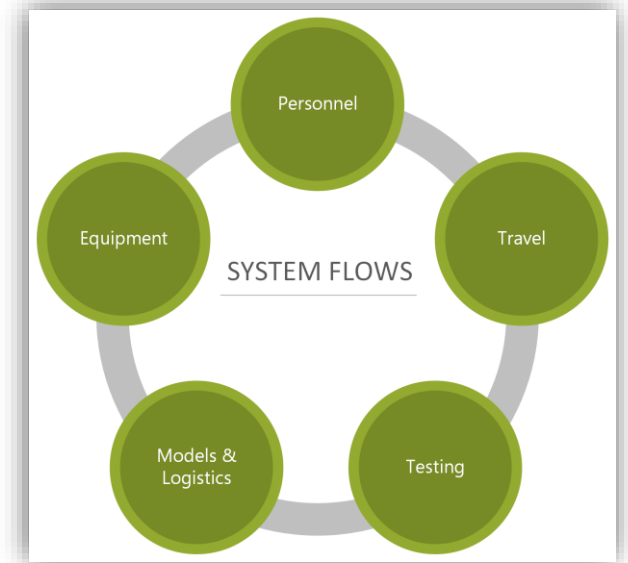 Personnel
Equipment
Travel
SYSTEM FLOWS
Models &
Logistics
Testing